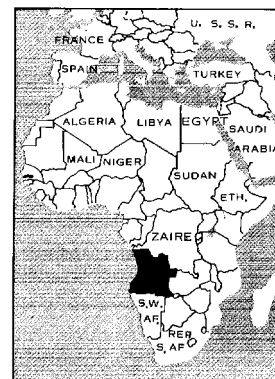 U. S. S. R.
FRANCE
SPAIN
TURKEY
ALGERIA
LIBYA
EGYPT
SAUDI
ARABIA
MALI
NIGER
SUDAN
ETH.
ZAIRE
S.W.
AF.
REP.
S. AF.